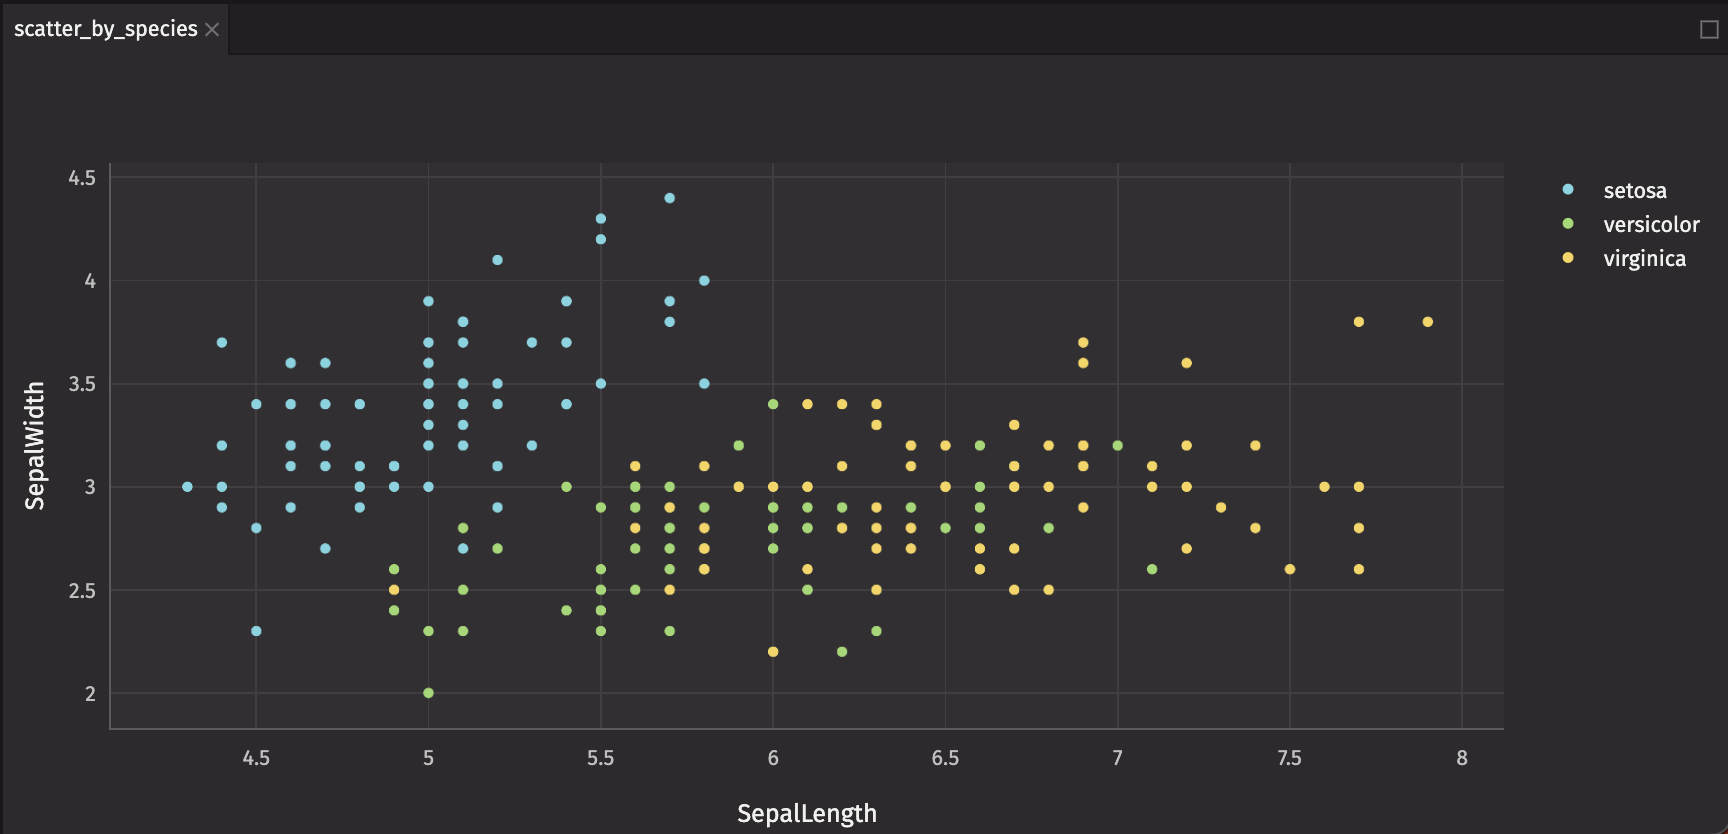 scatter_by_species
setosa
versicolor
virginica
SepalWidth
4.5
4
3.5
3
2.5
2
4.5 5 5.5 6 6.5 7 7.5 8
SepalLength